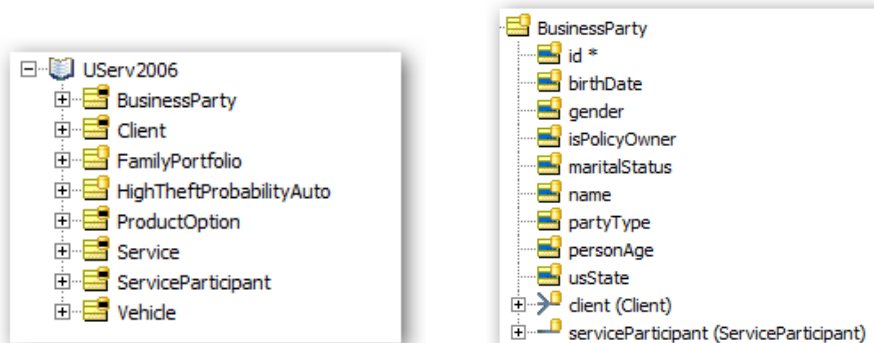 UServ2006
BusinessParty
Client
FamilyPortfolio
HighTheftProbabilityAuto
ProductOption
Service
ServiceParticipant
Vehicle
BusinessParty
id *
birthDate
gender
isPolicyOwner
maritalStatus
name
partyType
personAge
usState
client (Client)
serviceParticipant (ServiceParticipant)